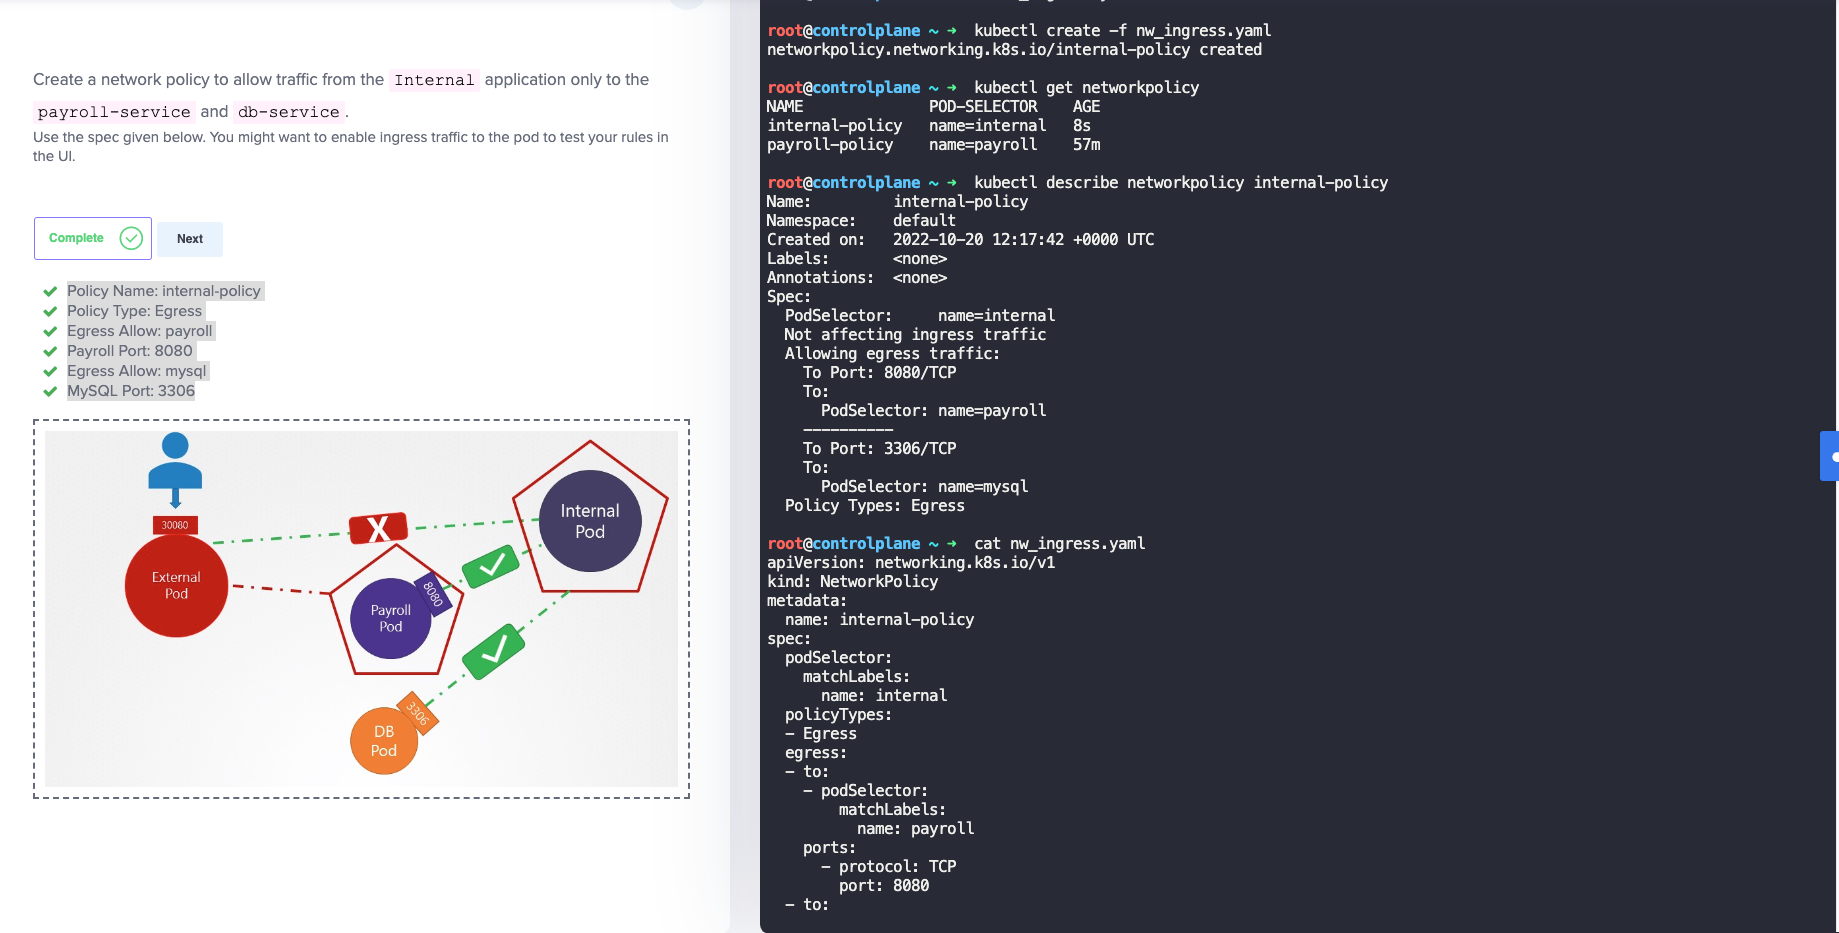 Create a network policy to allow traffic from the Internal application only to the
payroll-service and db-service.
Use the spec given below. You might want to enable ingress traffic to the pod to test your rules in
the UI.
Complete
Next
Policy Name: internal-policy
Policy Type: Egress
Egress Allow: payroll
Payroll Port: 8080
Egress Allow: mysql
MySQL Port: 3306
30080
External
Pod
X
Internal
Pod
Payroll
Pod
8080
3306
DB
Pod
root@controlplane ~ ➜  kubectl create -f nw_ingress.yaml
networkpolicy.networking.k8s.io/internal-policy created
root@controlplane ~ ➜  kubectl get networkpolicy
NAME              POD-SELECTOR    AGE
internal-policy   name=internal   8s
payroll-policy    name=payroll    57m
root@controlplane ~ ➜  kubectl describe networkpolicy internal-policy
Name:         internal-policy
Namespace:    default
Created on:   2022-10-20 12:17:42 +0000 UTC
Labels:       <none>
Annotations:  <none>
Spec:
  PodSelector:     name=internal
  Not affecting ingress traffic
  Allowing egress traffic:
    To Port: 8080/TCP
    To:
      PodSelector: name=payroll
    ----------
    To Port: 3306/TCP
    To:
      PodSelector: name=mysql
  Policy Types: Egress
root@controlplane ~ ➜  cat nw_ingress.yaml
apiVersion: networking.k8s.io/v1
kind: NetworkPolicy
metadata:
  name: internal-policy
spec:
  podSelector:
    matchLabels:
      name: internal
  policyTypes:
  - Egress
  egress:
  - to:
    - podSelector:
        matchLabels:
          name: payroll
    ports:
      - protocol: TCP
        port: 8080
  - to: